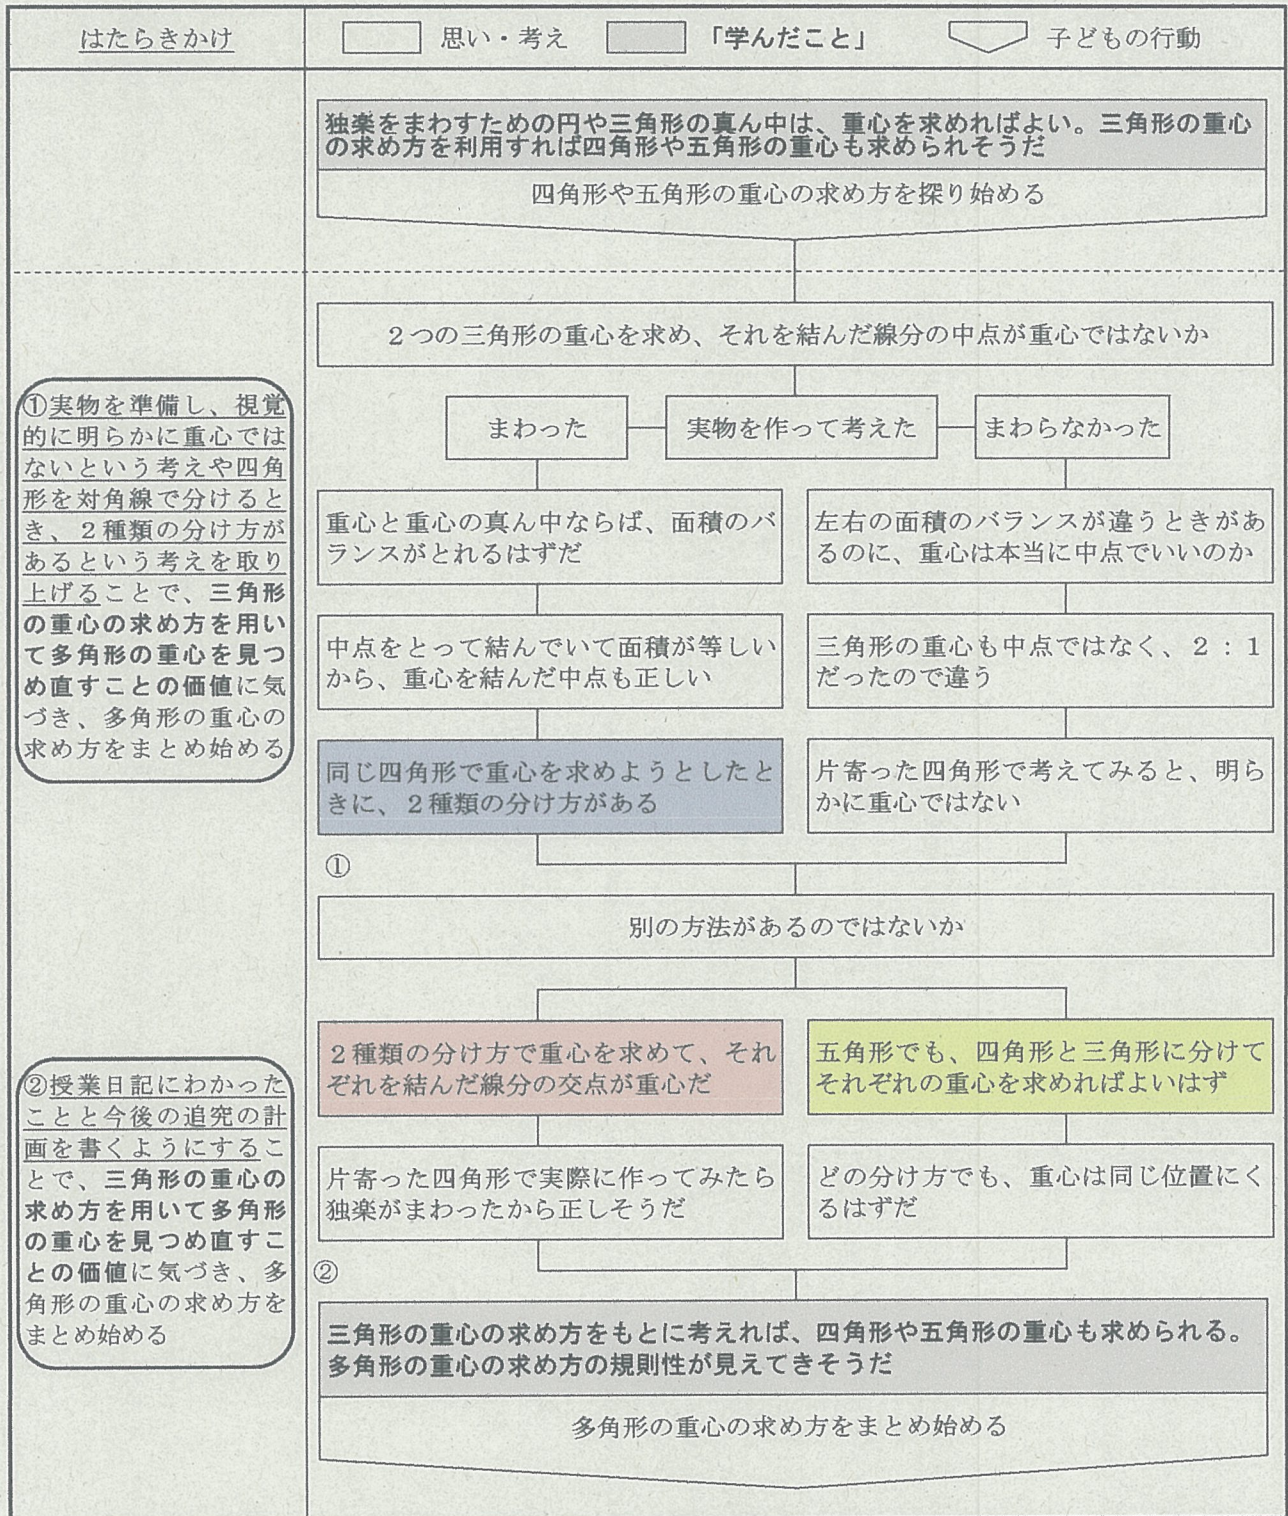 はたらきかけ
思い・考え
「学んだこと」
子どもの行動
独楽をまわすための円や三角形の真ん中は、重心を求めればよい。三角形の重心
の求め方を利用すれば四角形や五角形の重心も求められそうだ
四角形や五角形の重心の求め方を探り始める
2つの三角形の重心を求め、それを結んだ線分の中点が重心ではないか
①実物を準備し、視覚
的に明らかに重心では
ないという考えや四角
形を対角線で分けると
き、2種類の分け方が
あるという考えを取り
上げることで、三角形
の重心の求め方を用い
て多角形の重心を見つ
め直すことの価値に気
づき、多角形の重心の
求め方をまとめ始める
まわった
実物を作って考えた
まわらなかった
重心と重心の真ん中ならば、面積のバ
ランスがとれるはずだ
左右の面積のバランスが違うときがあ
るのに、重心は本当に中点でいいのか
中点をとって結んでいて面積が等しい
から、重心を結んだ中点も正しい
三角形の重心も中点ではなく、2:1
だったので違う
同じ四角形で重心を求めようとしたと
きに、2種類の分け方がある
片寄った四角形で考えてみると、明ら
かに重心ではない
①
別の方法があるのではないか
2種類の分け方で重心を求めて、それ
ぞれを結んだ線分の交点が重心だ
五角形でも、四角形と三角形に分けて
それぞれの重心を求めればよいはず
②授業日記にわかった
ことと今後の追究の計
画を書くようにするこ
とで、三角形の重心の
求め方を用いて多角形
の重心を見つめ直すこ
との価値に気づき、多
角形の重心の求め方を
まとめ始める
片寄った四角形で実際に作ってみたら
独楽がまわったから正しそうだ
どの分け方でも、重心は同じ位置にく
るはずだ
②
三角形の重心の求め方をもとに考えれば、四角形や五角形の重心も求められる。
多角形の重心の求め方の規則性が見えてきそうだ
多角形の重心の求め方をまとめ始める